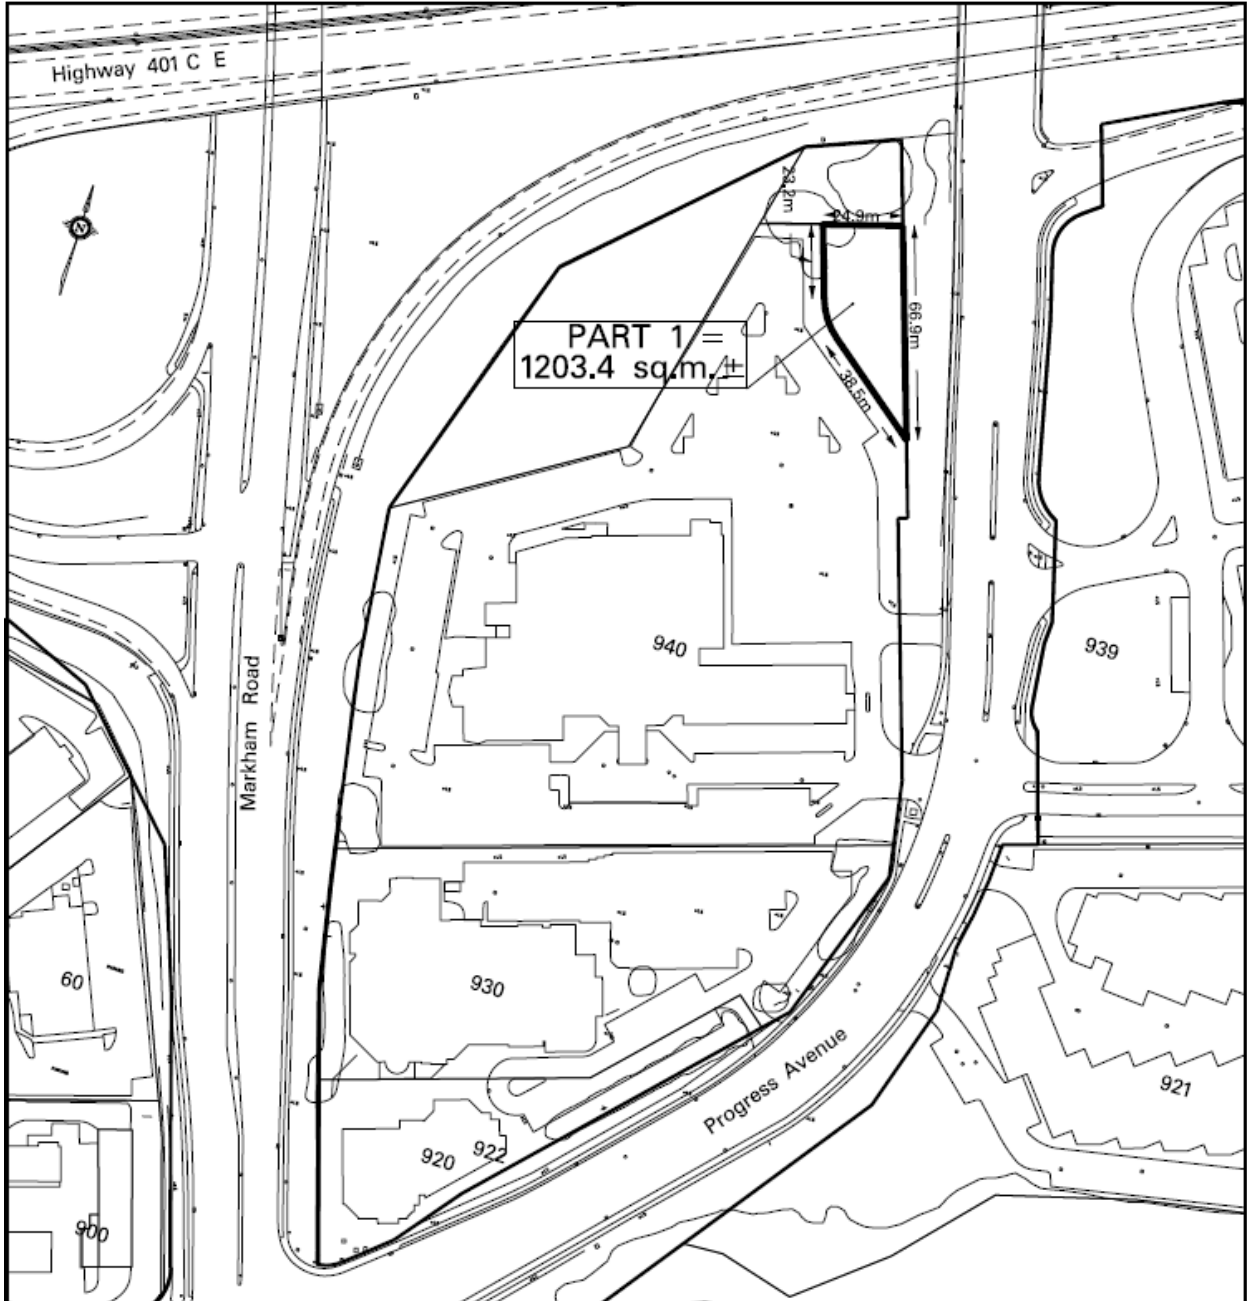 Highway 401 C E
N
23.2m
24.9m
66.9m
PART 1 =
1203.4 sq.m.±
38.5m
940
939
Markham Road
60
930
Progress Avenue
921
920
922
900